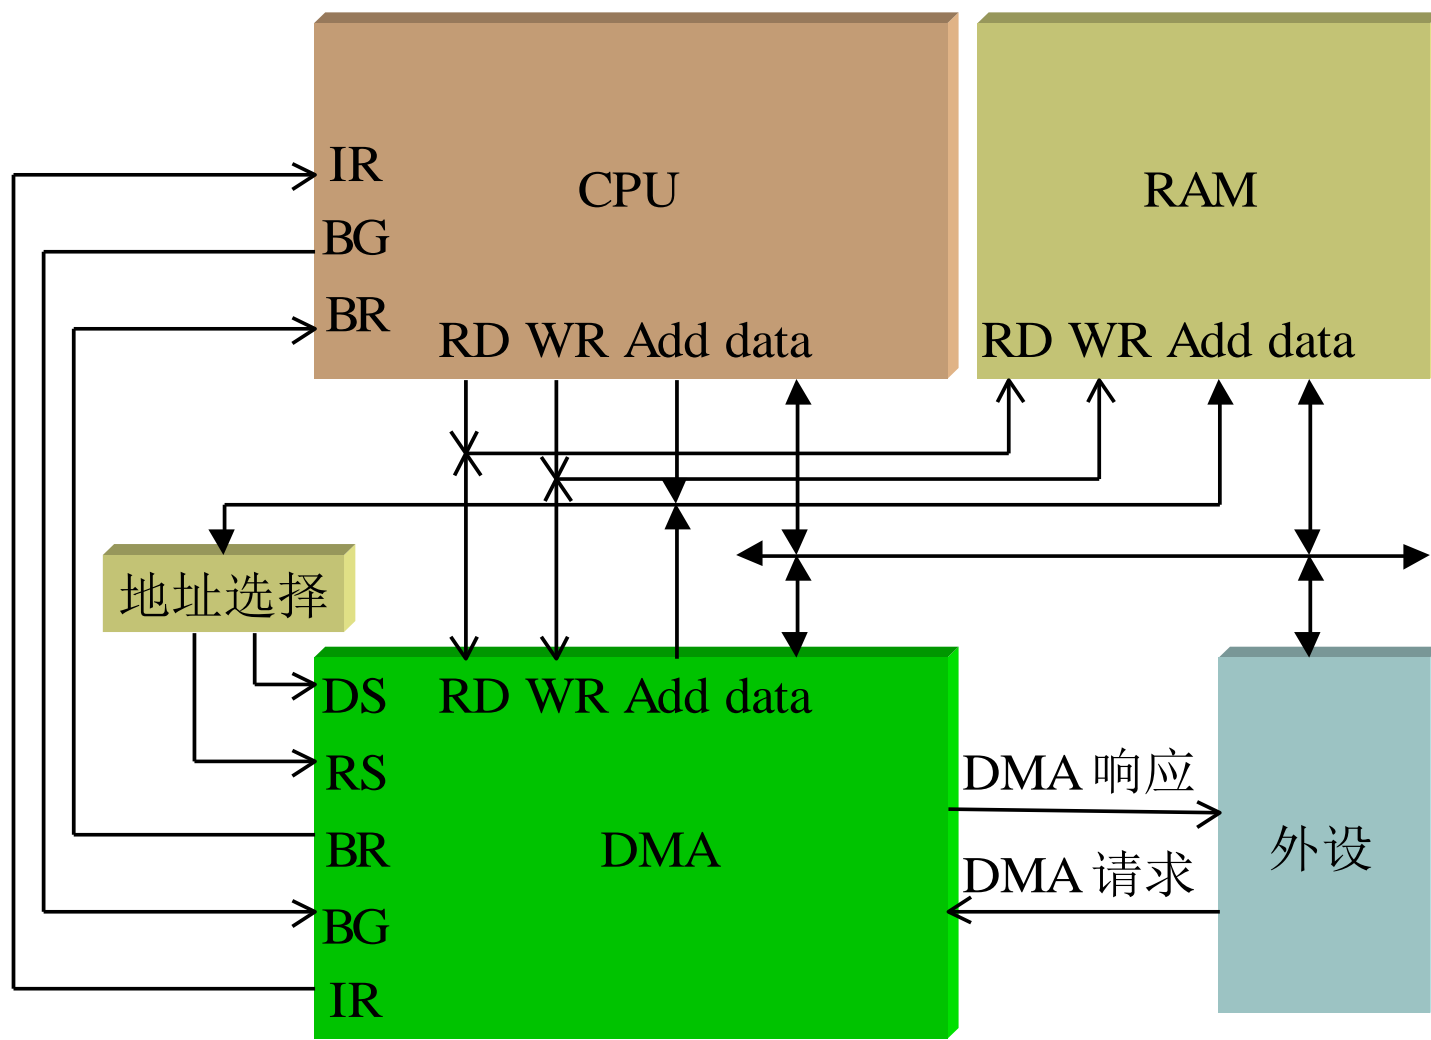 IR
CPU
RAM
BG
BR
RD WR Add data
RD WR Add data
地址选择
DS
RD WR Add data
RS
DMA 响应
BR
DMA
外设
DMA 请求
BG
IR